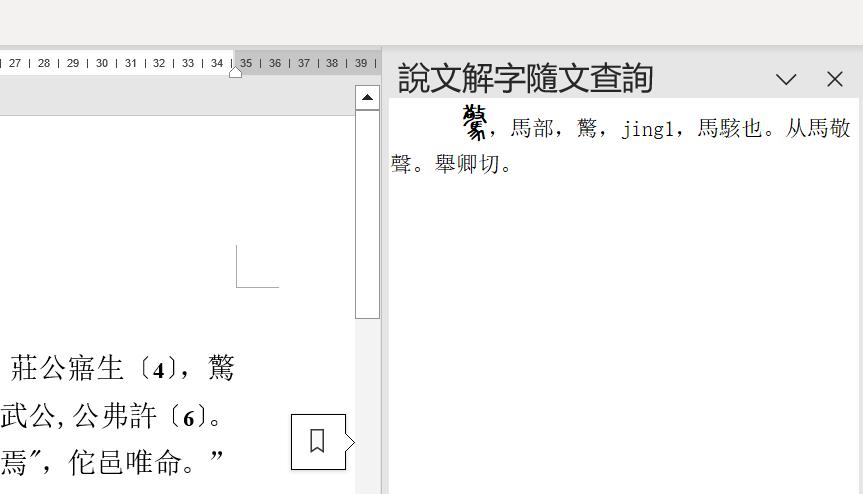 27 28 29 30 31 32 33 34 35 36 37 38 39
說文解字隨文查詢
驚，馬部，驚，jing1，馬駭也。从馬敬
聲。舉卿切。
莊公寤生〔4〕，驚
武公,公弗許〔6〕。
焉"，佗邑唯命。”